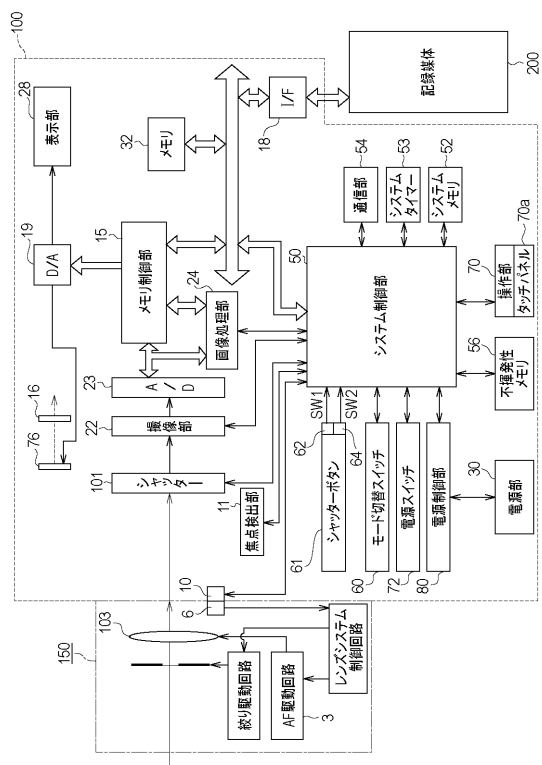 100
28
表示部
19
D/A
16
76
32
メモリ
15
メモリ制御部
24
画像処理部
23
A/D
22
撮像部
101
シャッター
18
I/F
記録媒体
200
54
通信部
53
システム
タイマー
52
システム
メモリ
50
システム制御部
70
70a
操作部
タッチパネル
56
不揮発性
メモリ
30
電源部
11
焦点検出部
SW1
SW2
62
64
61
シャッターボタン
60
モード切替スイッチ
72
電源スイッチ
80
電源制御部
10
6
150
103
絞り駆動回路
AF駆動回路
3
レンズシステム
制御回路